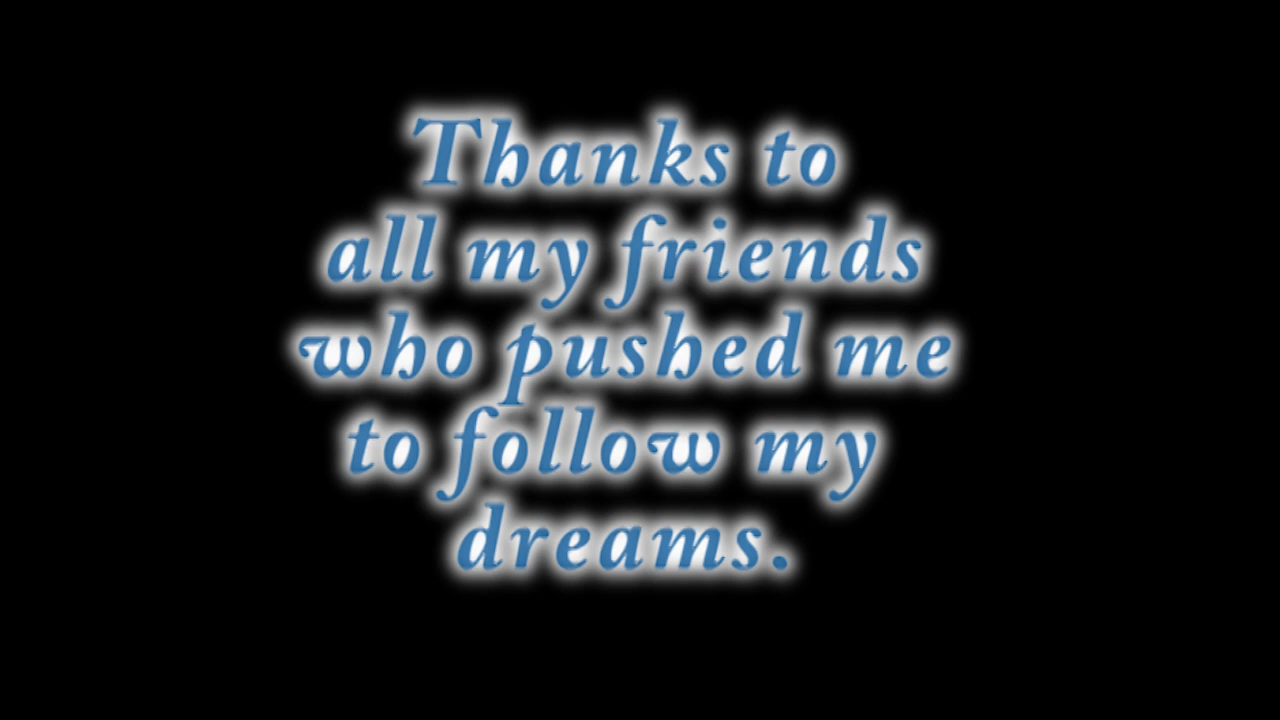 Thanks to
all my friends
who pushed me
to follow my
dreams.